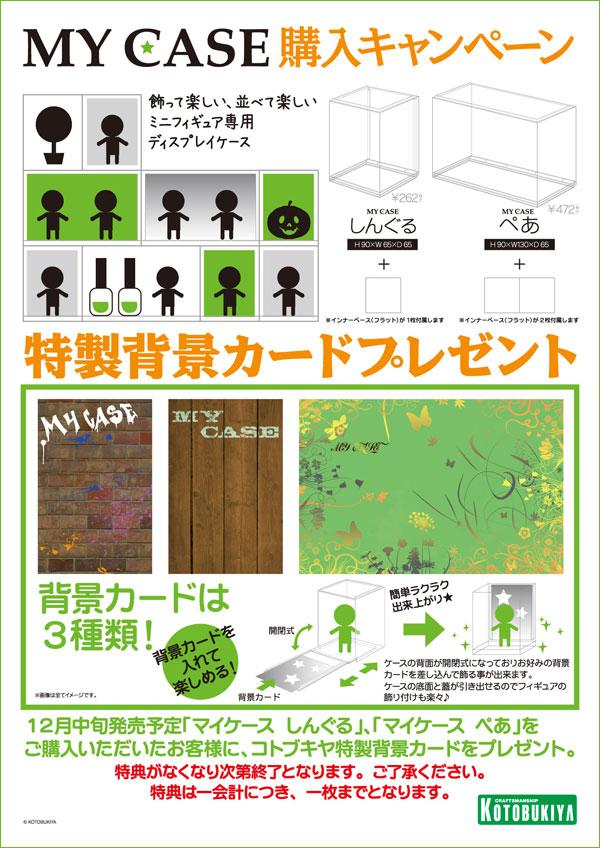 MY CASE 購入キャンペーン
飾って楽しい、並べて楽しい
ミニフィギュア専用
ディスプレイケース
¥262
¥472
MY CASE
しんぐる
H 90×W 65×D 65
MY CASE
ぺあ
H 90×W130×D 65
+
+
※インナーベース(フラット)が1枚付属します
※インナーベース(フラット)が2枚付属します
特製背景カードプレゼント
MY CASE
MY CASE
MY CASE
背景カードは
3種類!
背景カードを
入れて
楽しめる!
※画像は全てイメージです。
開閉式
背景カード
簡単ラクラク
出来上がり★
ケースの背面が開閉式になっておりお好みの背景
カードを差し込んで飾る事が出来ます。
ケースの底面と蓋が引き出せるのでフィギュアの
飾り付けも楽々♪
12月中旬発売予定「マイケース しんぐる」、「マイケース ぺあ」を
ご購入いただいたお客様に、コトブキヤ特製背景カードをプレゼント。
特典がなくなり次第終了となります。ご了承ください。
特典は一会計につき、一枚までとなります。
CRAFTSMANSHIP
KOTOBUKIYA
© KOTOBUKIYA